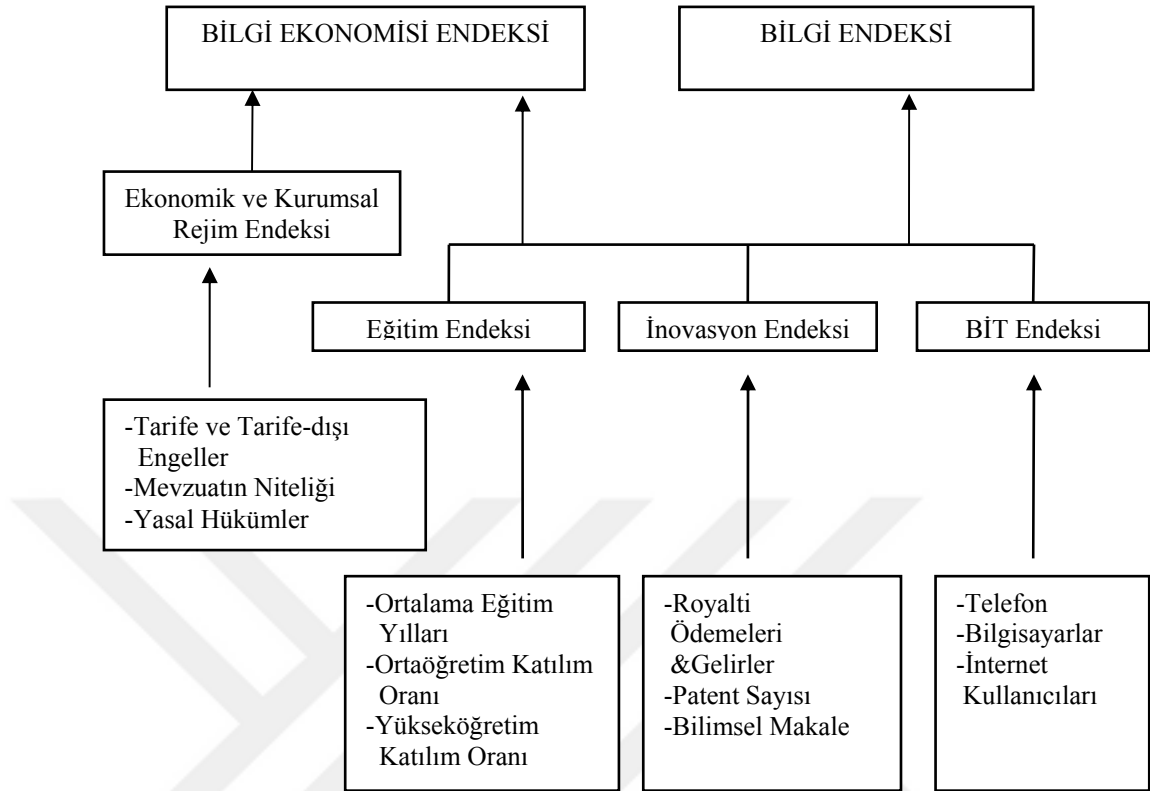 BİLGİ EKONOMİSİ ENDEKSİ
BİLGİ ENDEKSİ
Ekonomik ve Kurumsal
Rejim Endeksi
Eğitim Endeksi
İnovasyon Endeksi
BİT Endeksi
-Tarife ve Tarife-dışı
Engeller
-Mevzuatın Niteliği
-Yasal Hükümler
-Ortalama Eğitim
Yılları
-Ortaöğretim Katılım
Oranı
-Yükseköğretim
Katılım Oranı
-Royalti
Ödemeleri
&Gelirler
-Patent Sayısı
-Bilimsel Makale
-Telefon
-Bilgisayarlar
-İnternet
Kullanıcıları